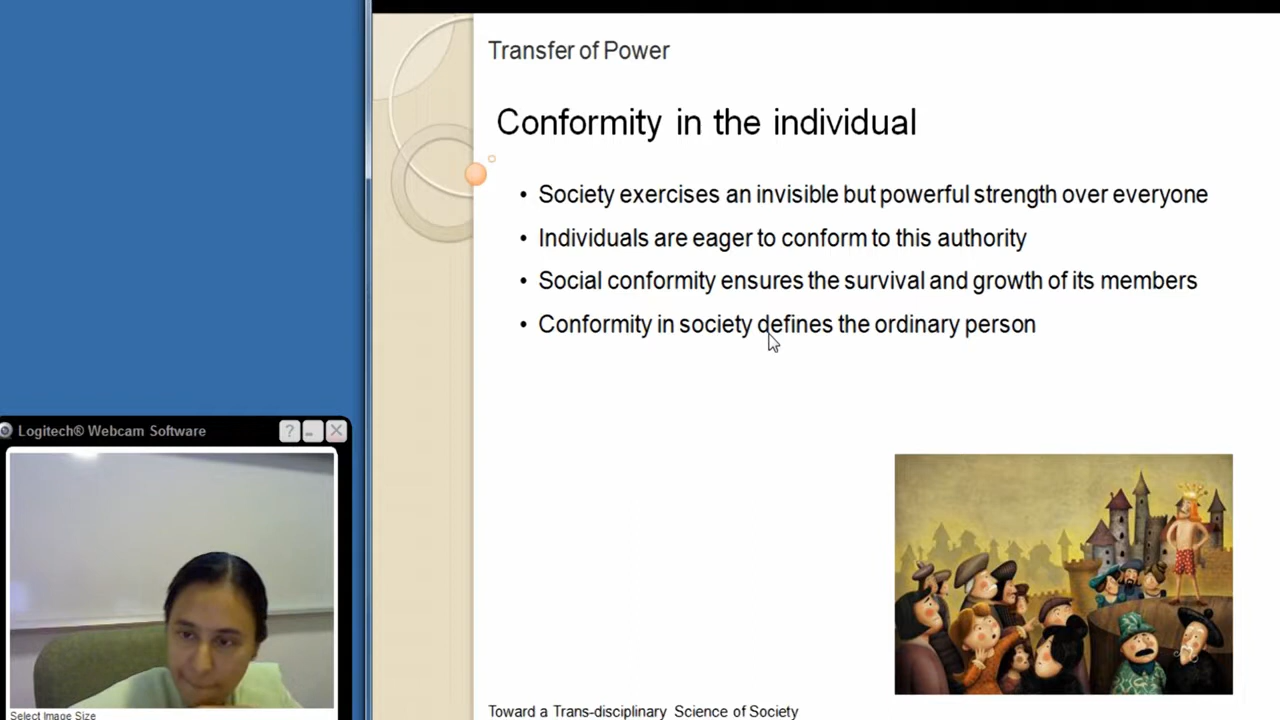 Transfer of Power
Conformity in the individual
• Society exercises an invisible but powerful strength over everyone
• Individuals are eager to conform to this authority
• Social conformity ensures the survival and growth of its members
• Conformity in society defines the ordinary person
Logitech® Webcam Software
?
Select Image Size
Toward a Trans-disciplinary Science of Society